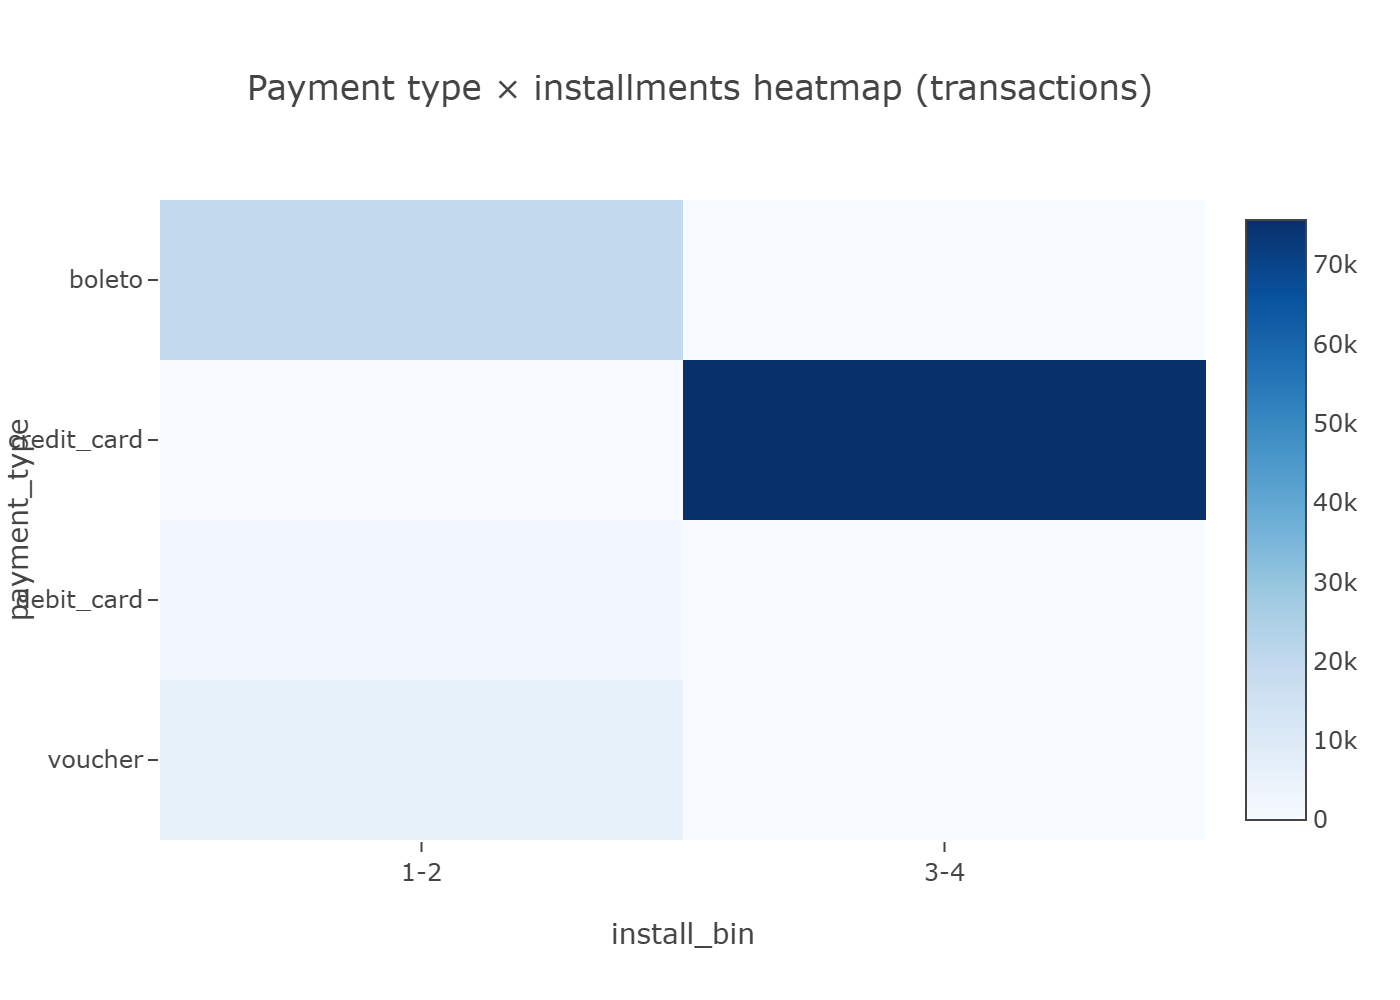 Payment type × installments heatmap (transactions)
payment_type
boleto
credit_card
debit_card
voucher
1-2
3-4
install_bin
70k
60k
50k
40k
30k
20k
10k
0